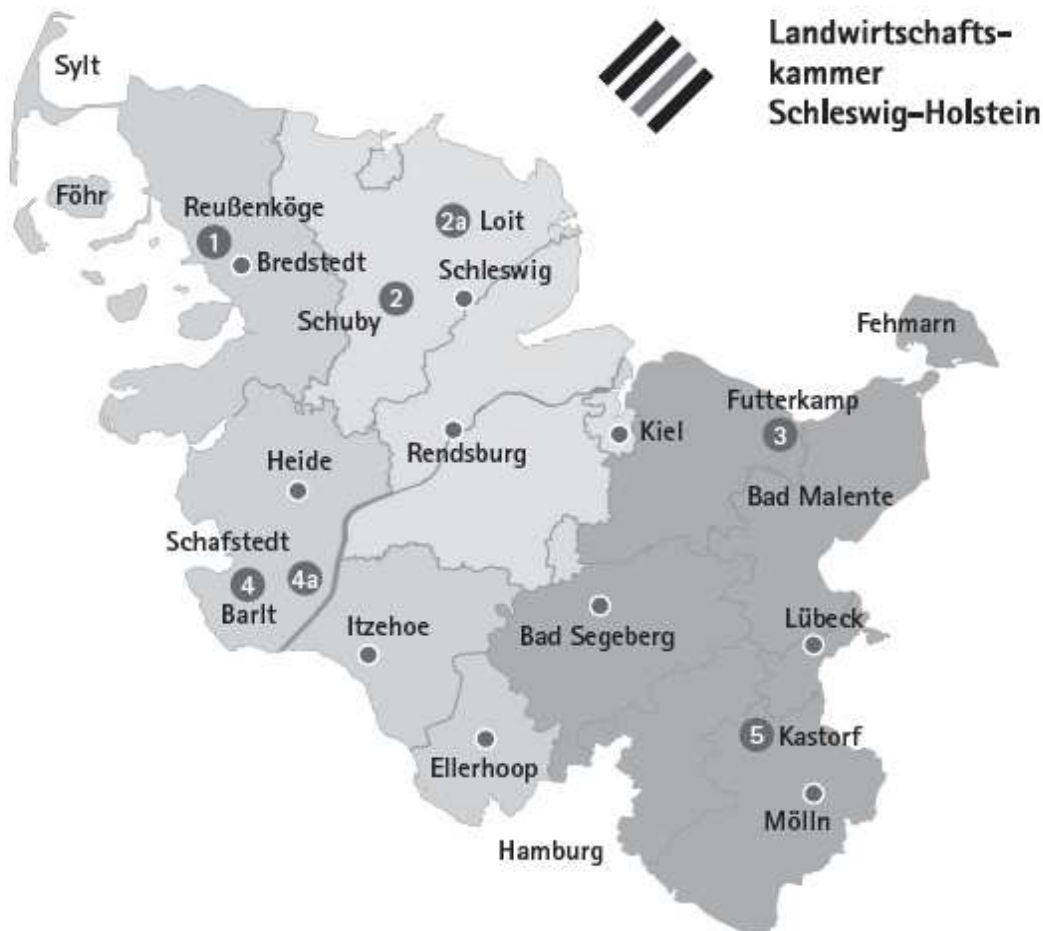 Landwirtschafts-
kammer
Schleswig-Holstein
Sylt
Föhr
Reußenköge
1
Bredstedt
2a Loit
Schleswig
2
Schuby
Fehmarn
Futterkamp
3
Kiel
Rendsburg
Heide
Bad Malente
Schafstedt
4
4a
Barlt
Itzehoe
Bad Segeberg
Lübeck
5 Kastorf
Ellerhoop
Mölln
Hamburg